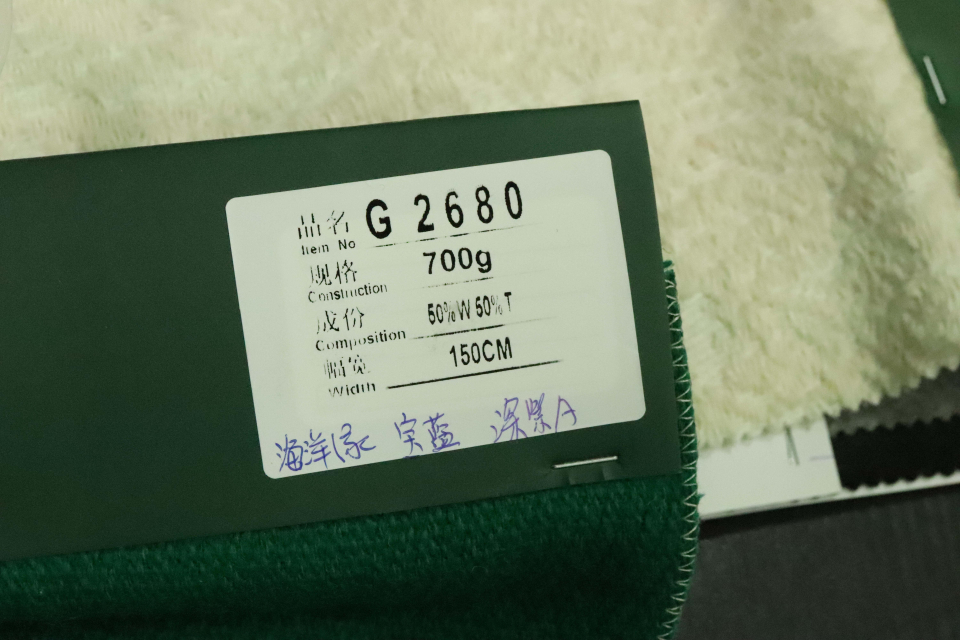 品名 G 2680
Item No
规格 700g
Construction
成份 50%W 50%T
Composition
幅宽 150CM
Width
海洋绿 宝蓝 深紫A